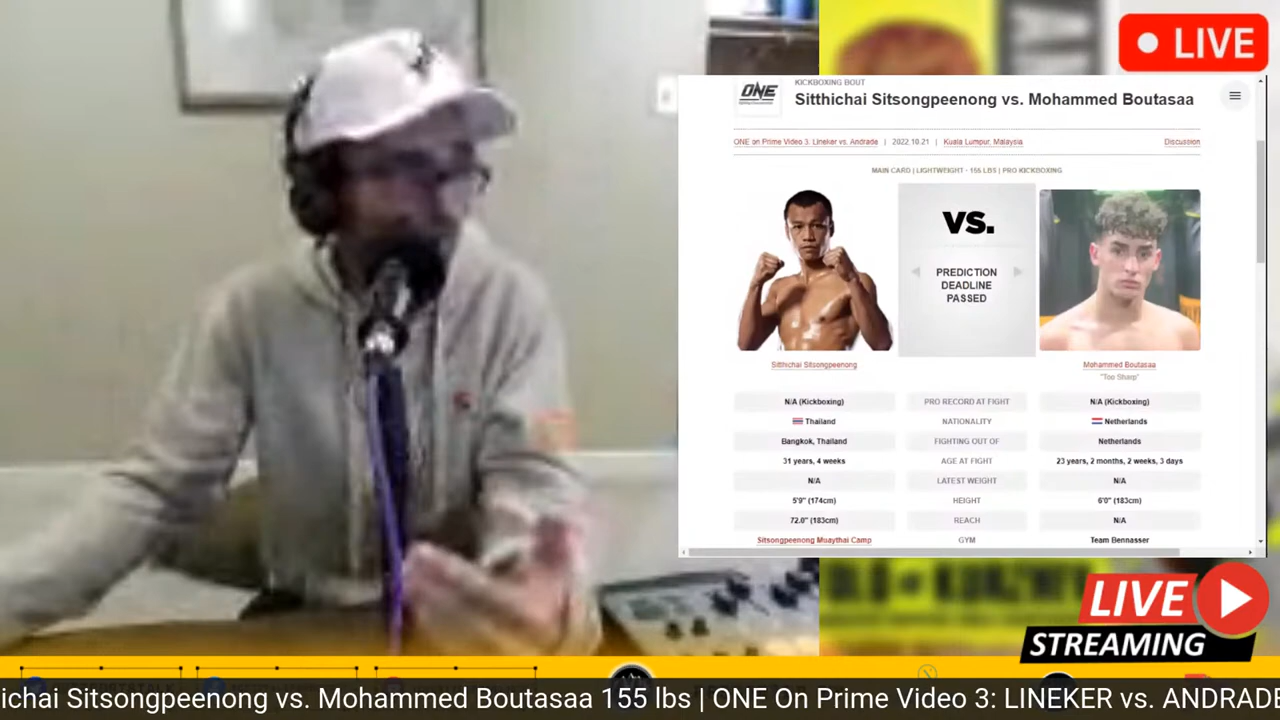 LIVE
ONE
KICKBOXING BOUT
Sitthichai Sitsongpeenong vs. Mohammed Boutasaa
ONE on Prime Video 3: Lineker vs. Andrade | 2022.10.21 | Kuala Lumpur, Malaysia
Discussion
MAIN CARD | LIGHTWEIGHT · 155 LBS | PRO KICKBOXING
VS.
PREDICTION
DEADLINE
PASSED
Sitthichai Sitsongpeenong
Mohammed Boutasaa
"Too Sharp"
N/A (Kickboxing) PRO RECORD AT FIGHT N/A (Kickboxing)
Thailand NATIONALITY Netherlands
Bangkok, Thailand FIGHTING OUT OF Netherlands
31 years, 4 weeks AGE AT FIGHT 23 years, 2 months, 2 weeks, 3 days
N/A LATEST WEIGHT N/A
5'9" (174cm) HEIGHT 6'0" (183cm)
72.0" (183cm) REACH N/A
Sitsongpeenong Muaythai Camp GYM Team Bennasser
LIVE
STREAMING
ichai Sitsongpeenong vs. Mohammed Boutasaa 155 lbs | ONE On Prime Video 3: LINEKER vs. ANDRADE